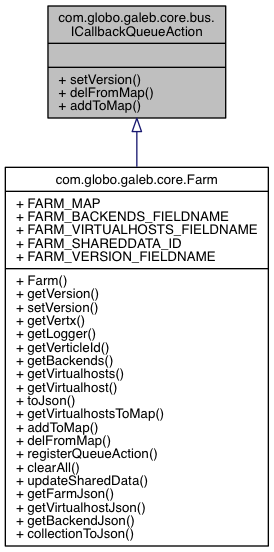 com.globo.galeb.core.bus.
ICallbackQueueAction
+ setVersion()
+ delFromMap()
+ addToMap()
com.globo.galeb.core.Farm
+ FARM_MAP
+ FARM_BACKENDS_FIELDNAME
+ FARM_VIRTUALHOSTS_FIELDNAME
+ FARM_SHAREDDATA_ID
+ FARM_VERSION_FIELDNAME
+ Farm()
+ getVersion()
+ setVersion()
+ getVertx()
+ getLogger()
+ getVerticleId()
+ getBackends()
+ getVirtualhosts()
+ getVirtualhost()
+ toJson()
+ getVirtualhostsToMap()
+ addToMap()
+ delFromMap()
+ registerQueueAction()
+ clearAll()
+ updateSharedData()
+ getFarmJson()
+ getVirtualhostJson()
+ getBackendJson()
+ collectionToJson()